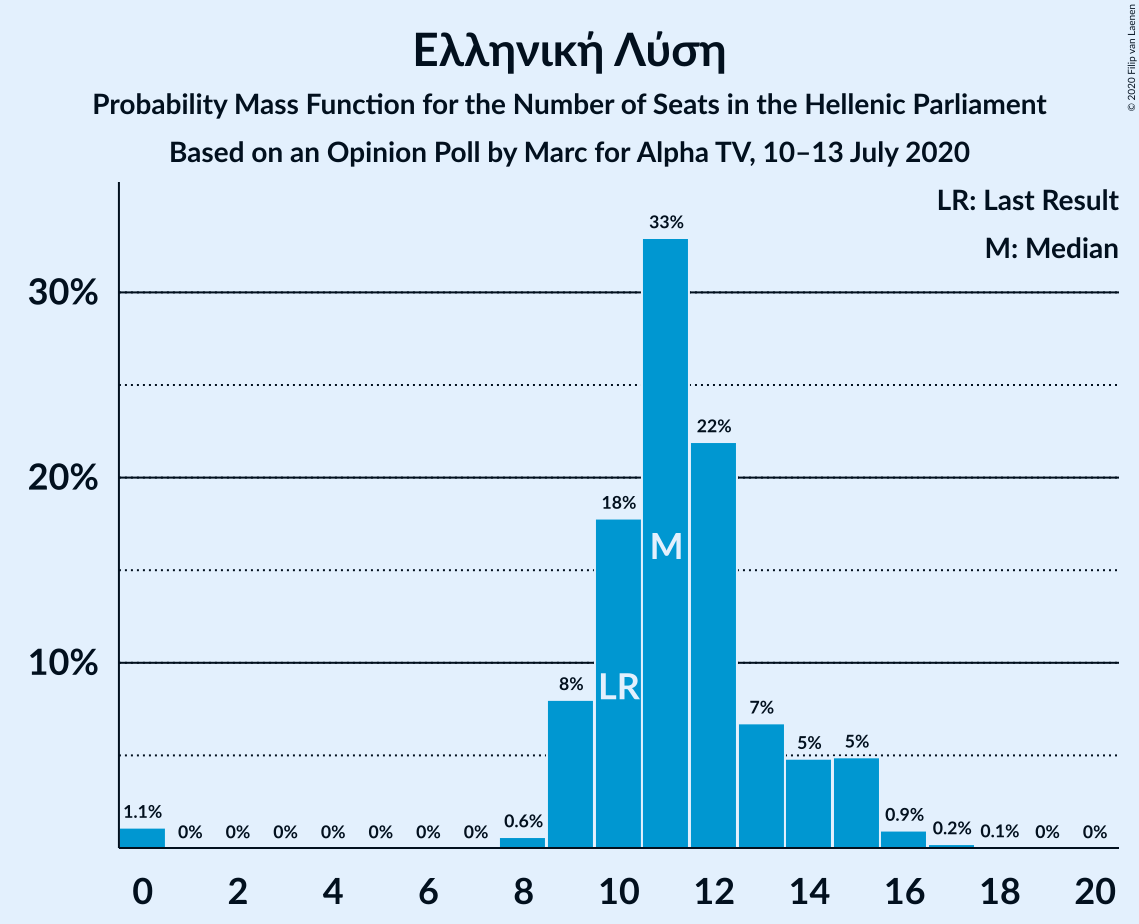 Ελληνική Λύση
Probability Mass Function for the Number of Seats in the Hellenic Parliament
Based on an Opinion Poll by Marc for Alpha TV, 10–13 July 2020
© 2020 Filip van Laenen
LR: Last Result
M: Median
33%
30%
22%
20%
18%
M
10%
8%
LR
7%
5%
5%
1.1%
0%
0%
0%
0%
0%
0%
0%
0.6%
0.9%
0.2%
0.1%
0%
0%
0 2 4 6 8 10 12 14 16 18 20